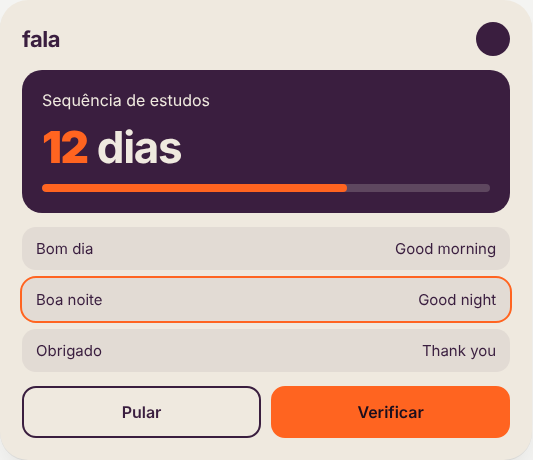 fala
Sequência de estudos
12 dias
Bom dia Good morning
Boa noite Good night
Obrigado Thank you
Pular Verificar